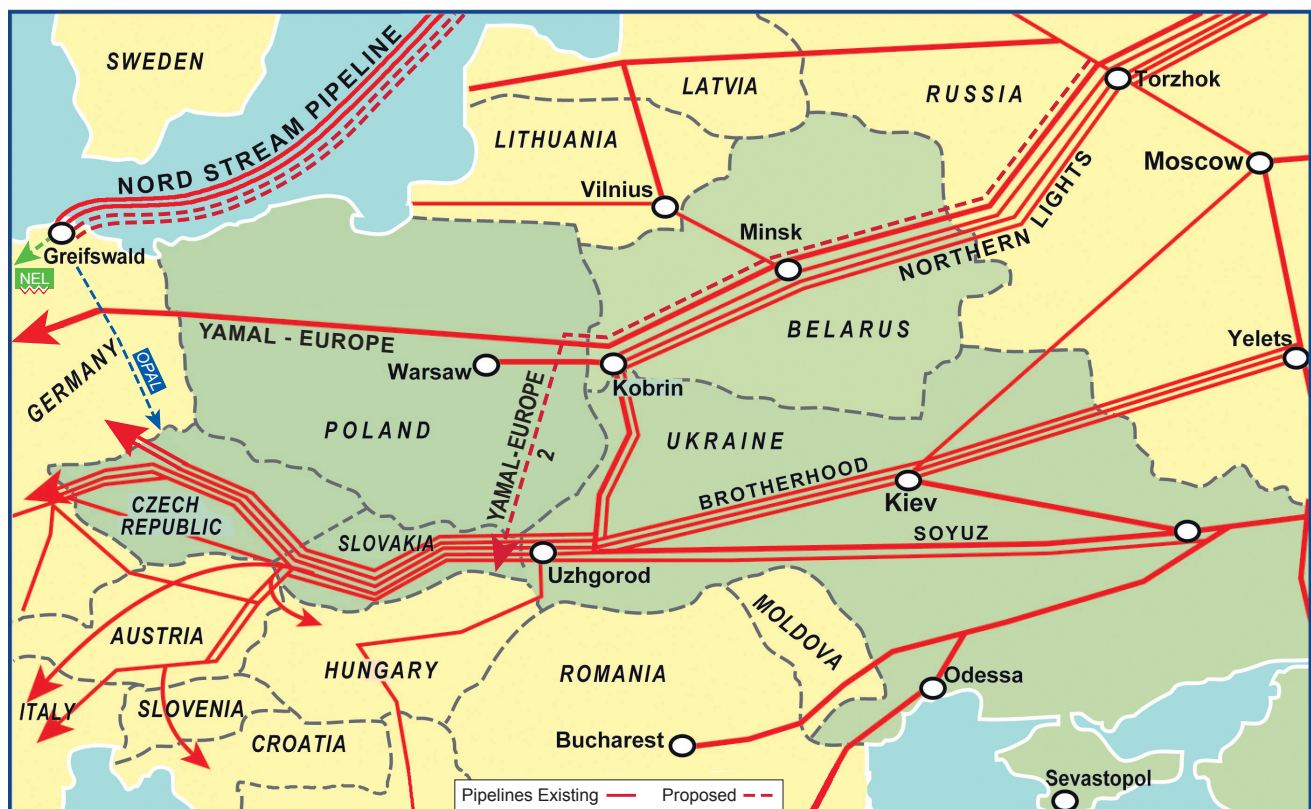 SWEDEN
NORD STREAM PIPELINE
LATVIA
RUSSIA
Torzhok
LITHUANIA
Moscow
Vilnius
Minsk
NORTHERN LIGHTS
Greifswald
NEL
YAMAL - EUROPE
BELARUS
Yelets
Warsaw
Kobrin
GERMANY
OPAL
POLAND
YAMAL-EUROPE
2
UKRAINE
BROTHERHOOD
Kiev
CZECH
REPUBLIC
SLOVAKIA
SOYUZ
Uzhgorod
AUSTRIA
MOLDOVA
HUNGARY
ROMANIA
Odessa
ITALY
SLOVENIA
CROATIA
Bucharest
Sevastopol
Pipelines Existing Proposed